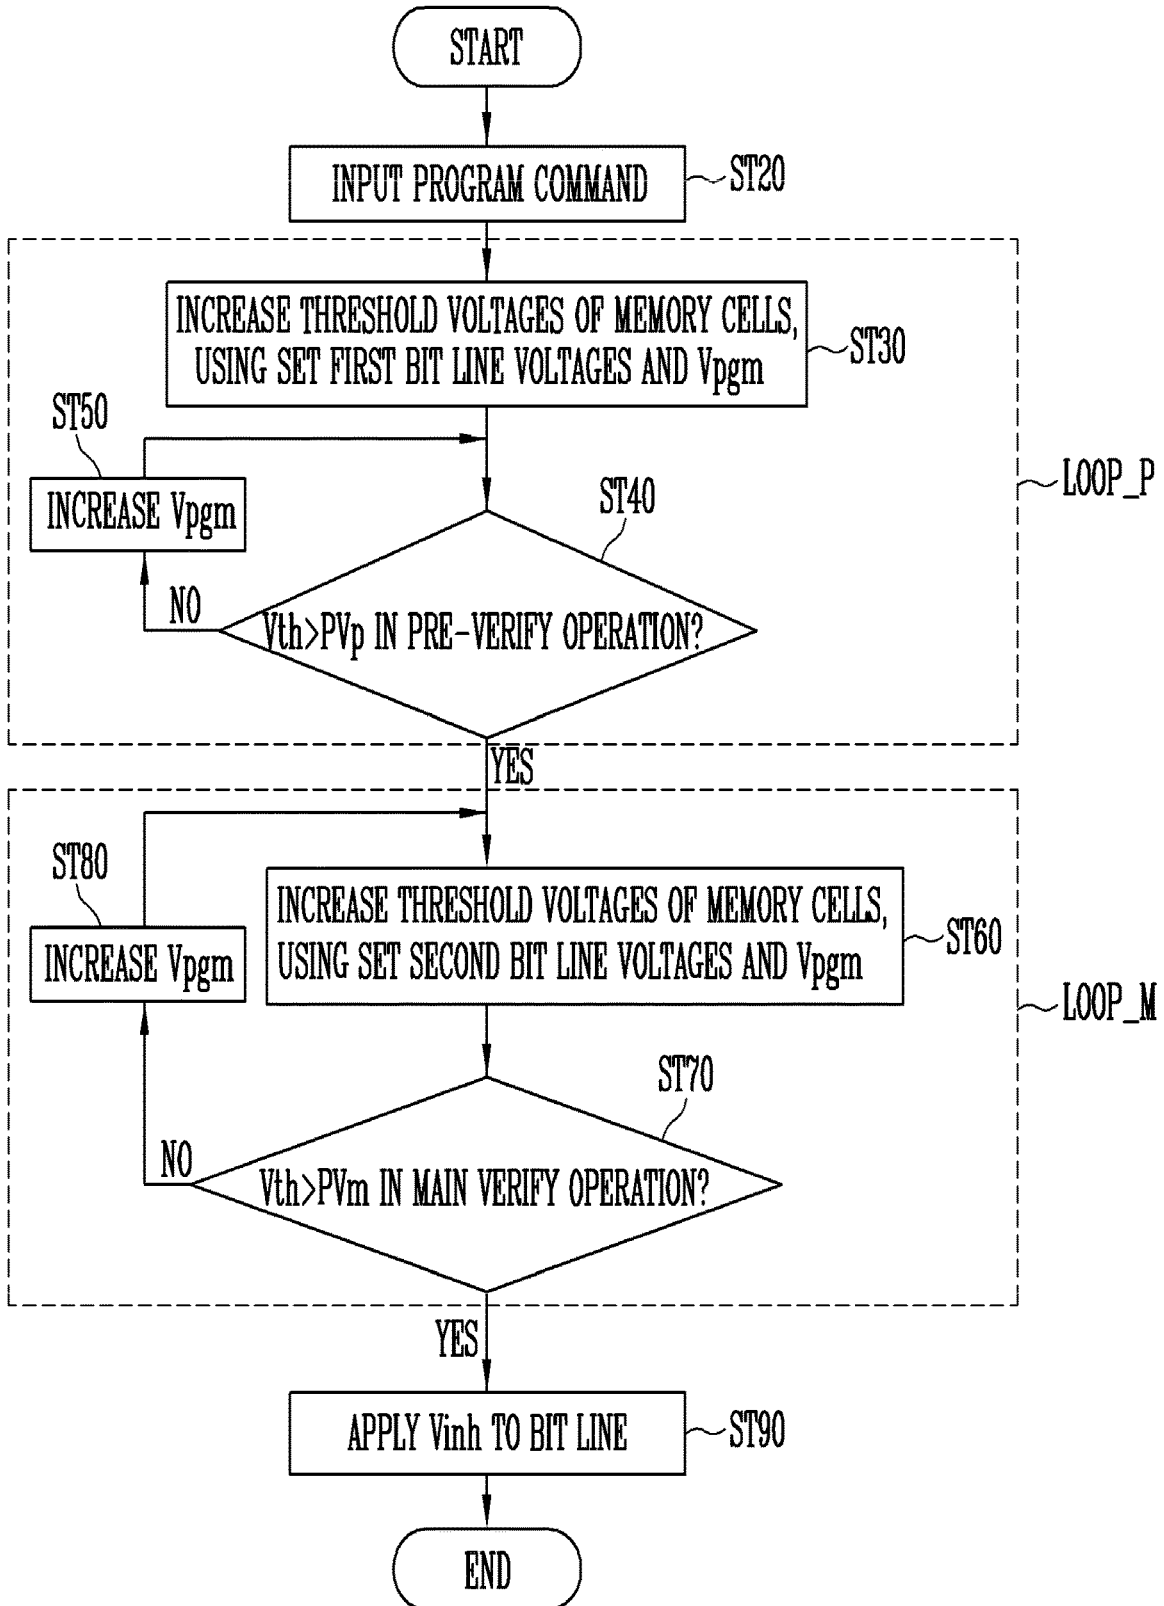 START
INPUT PROGRAM COMMAND
ST20
INCREASE THRESHOLD VOLTAGES OF MEMORY CELLS,
USING SET FIRST BIT LINE VOLTAGES AND Vpgm
ST30
ST50
INCREASE Vpgm
LOOP_P
ST40
NO
Vth>PVp IN PRE-VERIFY OPERATION?
YES
ST80
INCREASE Vpgm
INCREASE THRESHOLD VOLTAGES OF MEMORY CELLS,
USING SET SECOND BIT LINE VOLTAGES AND Vpgm
ST60
LOOP_M
ST70
NO
Vth>PVm IN MAIN VERIFY OPERATION?
YES
APPLY Vinh TO BIT LINE
ST90
END